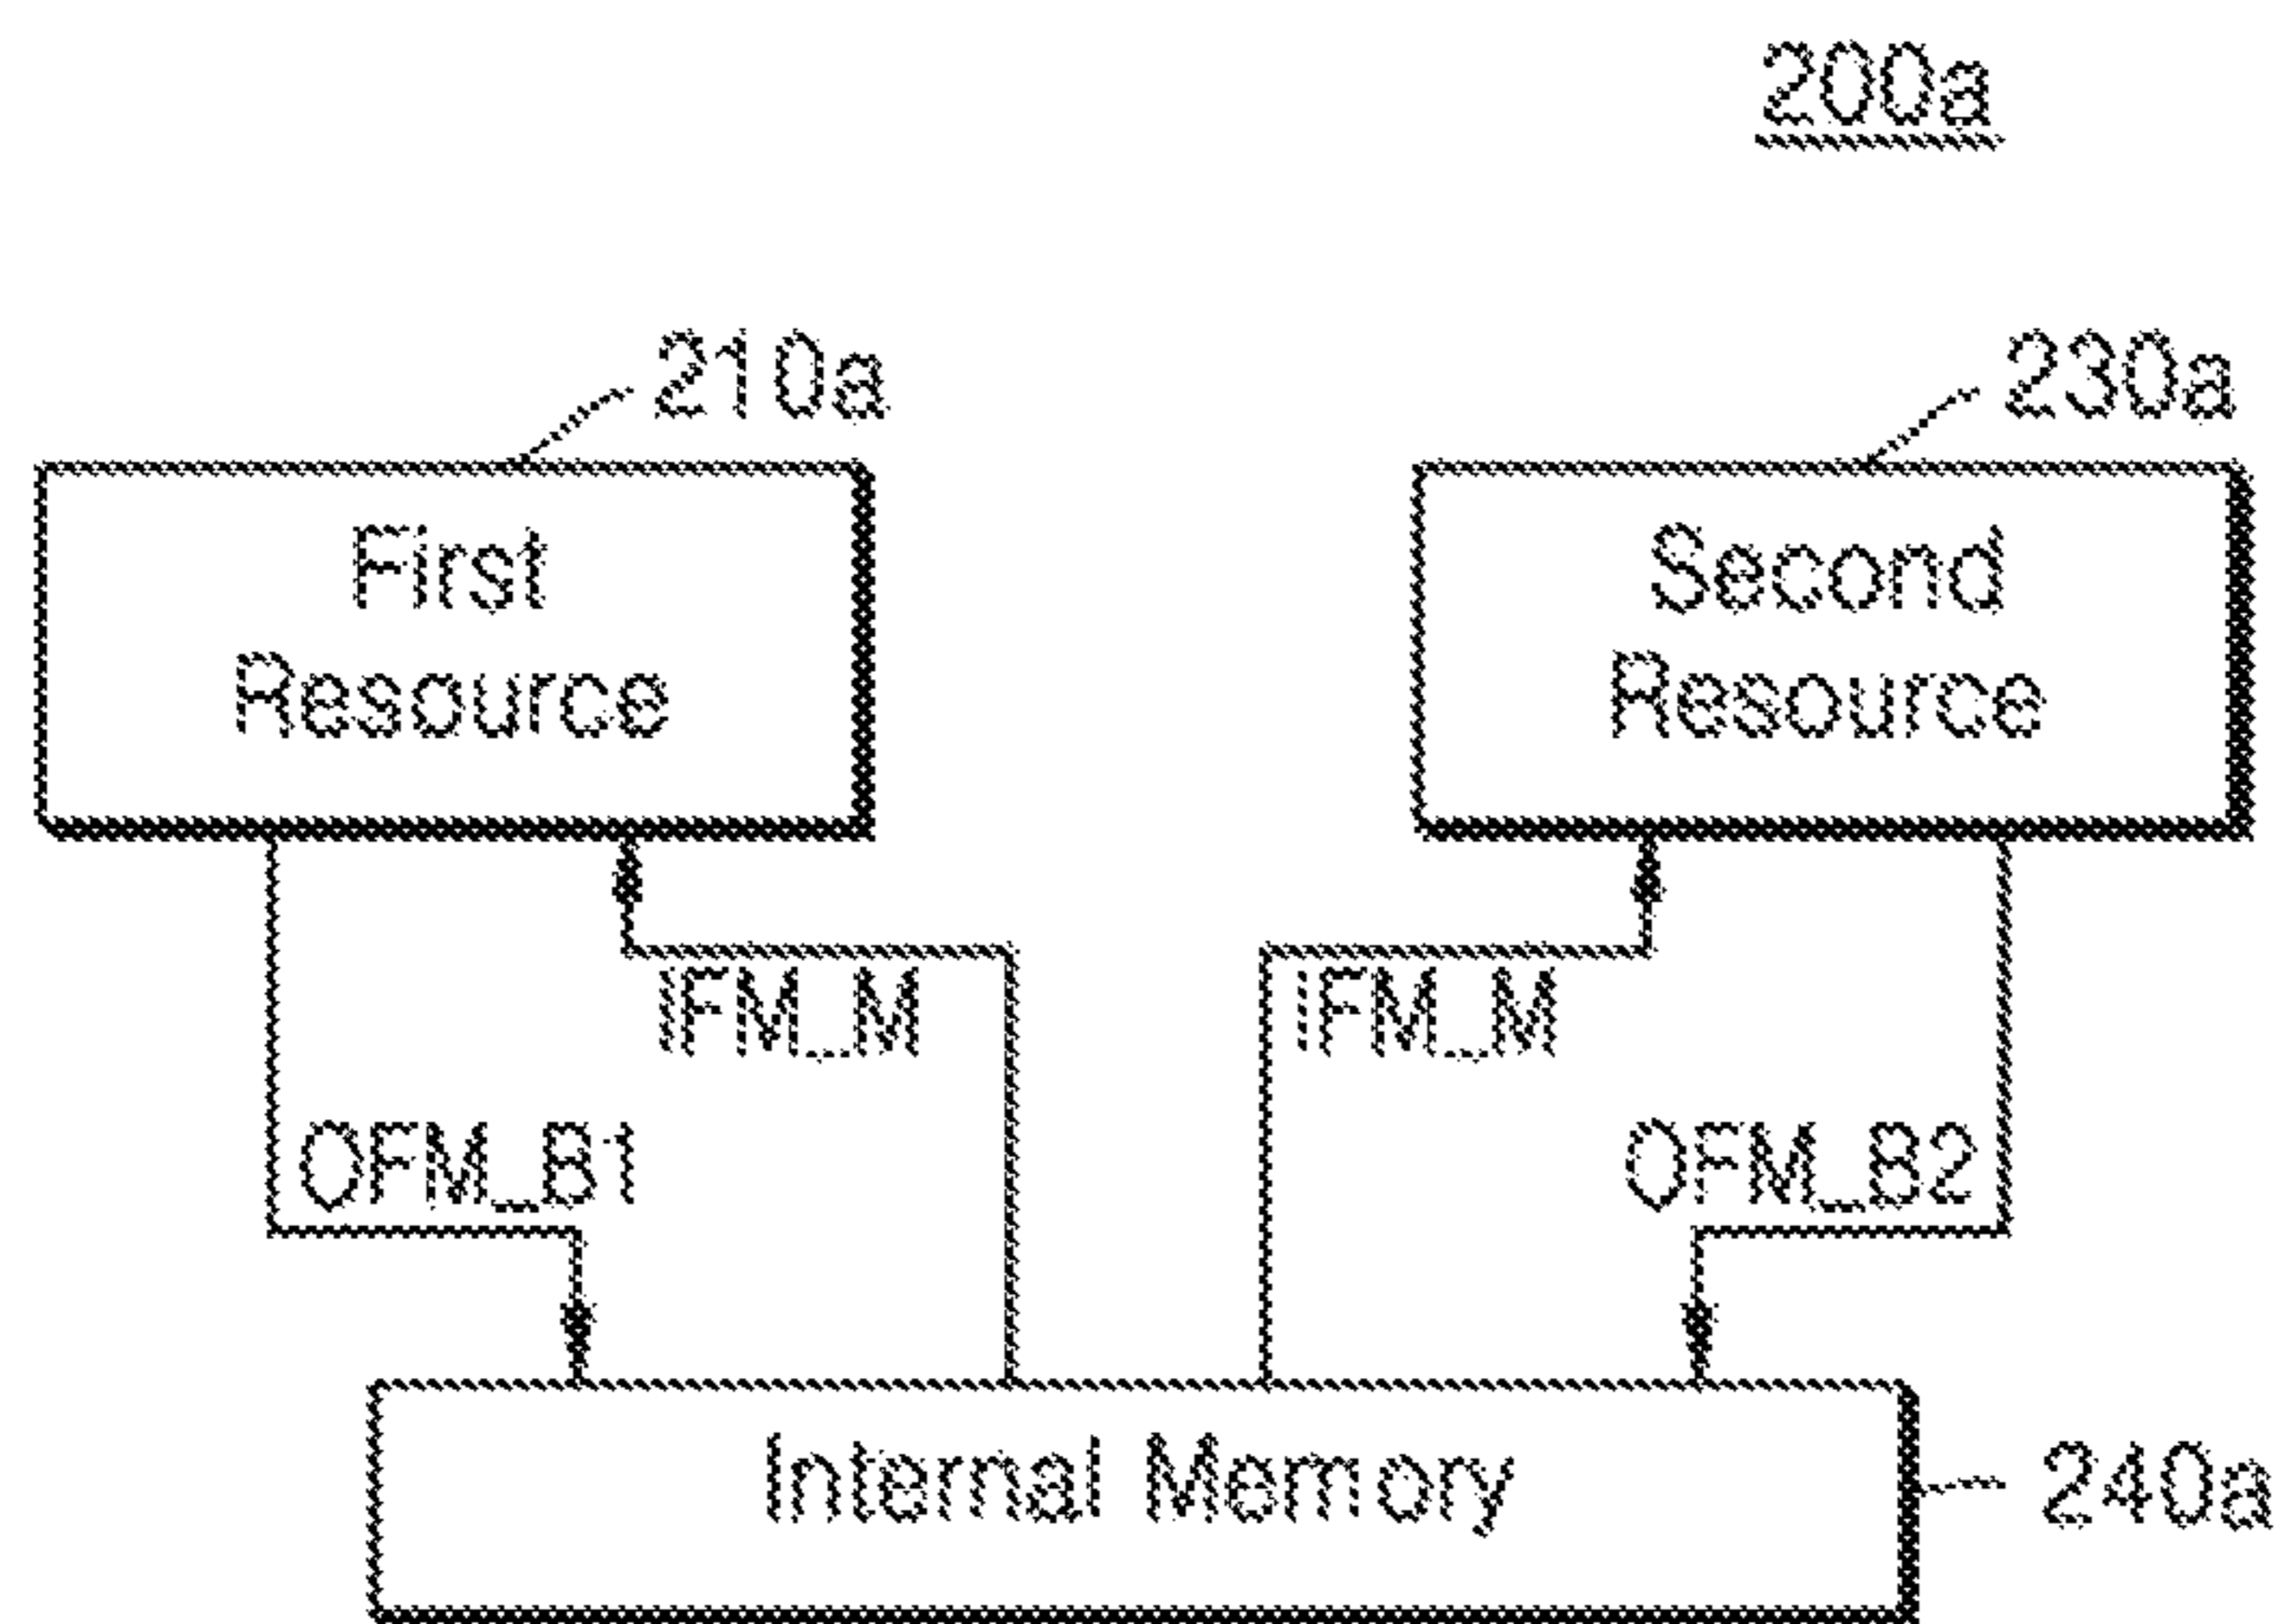 200a
210a
230a
First
Resource
Second
Resource
IFM_M
IFM_M
OFM_B1
OFM_B2
Internal Memory
240a